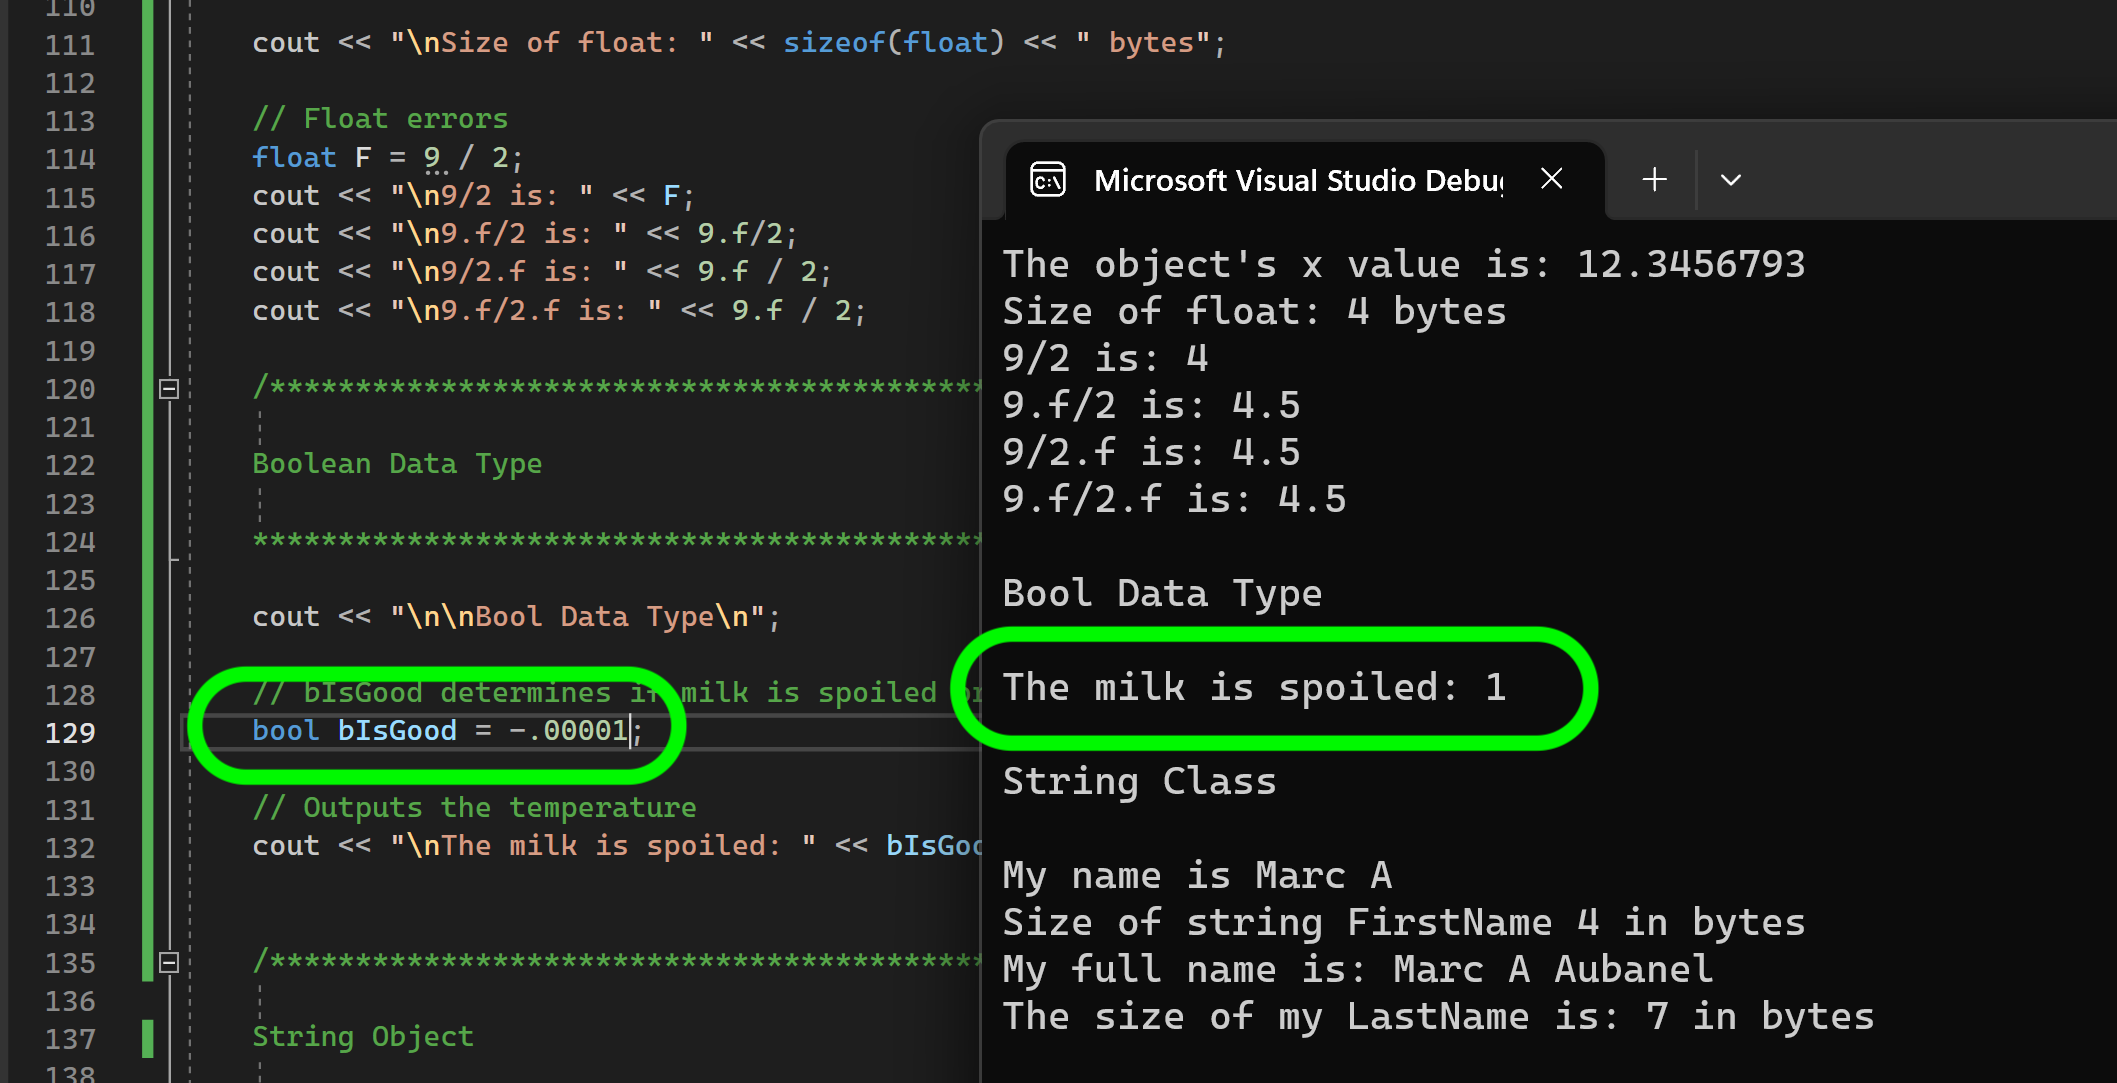 110
111 cout << "\nSize of float: " << sizeof(float) << " bytes";
112
113 // Float errors
114 float F = 9 / 2;
115 cout << "\n9/2 is: " << F;
116 cout << "\n9.f/2 is: " << 9.f/2;
117 cout << "\n9/2.f is: " << 9.f / 2;
118 cout << "\n9.f/2.f is: " << 9.f / 2;
119
120 /******************************************
121
122 Boolean Data Type
123
124 *******************************************
125
126 cout << "\n\nBool Data Type\n";
127
128 // bIsGood determines if milk is spoiled or
129 bool bIsGood = -.00001;
130
131 // Outputs the temperature
132 cout << "\nThe milk is spoiled: " << bIsGoo
133
134
135 /******************************************
136
137 String Object
138
Microsoft Visual Studio Debug
The object's x value is: 12.3456793
Size of float: 4 bytes
9/2 is: 4
9.f/2 is: 4.5
9/2.f is: 4.5
9.f/2.f is: 4.5
Bool Data Type
The milk is spoiled: 1
String Class
My name is Marc A
Size of string FirstName 4 in bytes
My full name is: Marc A Aubanel
The size of my LastName is: 7 in bytes